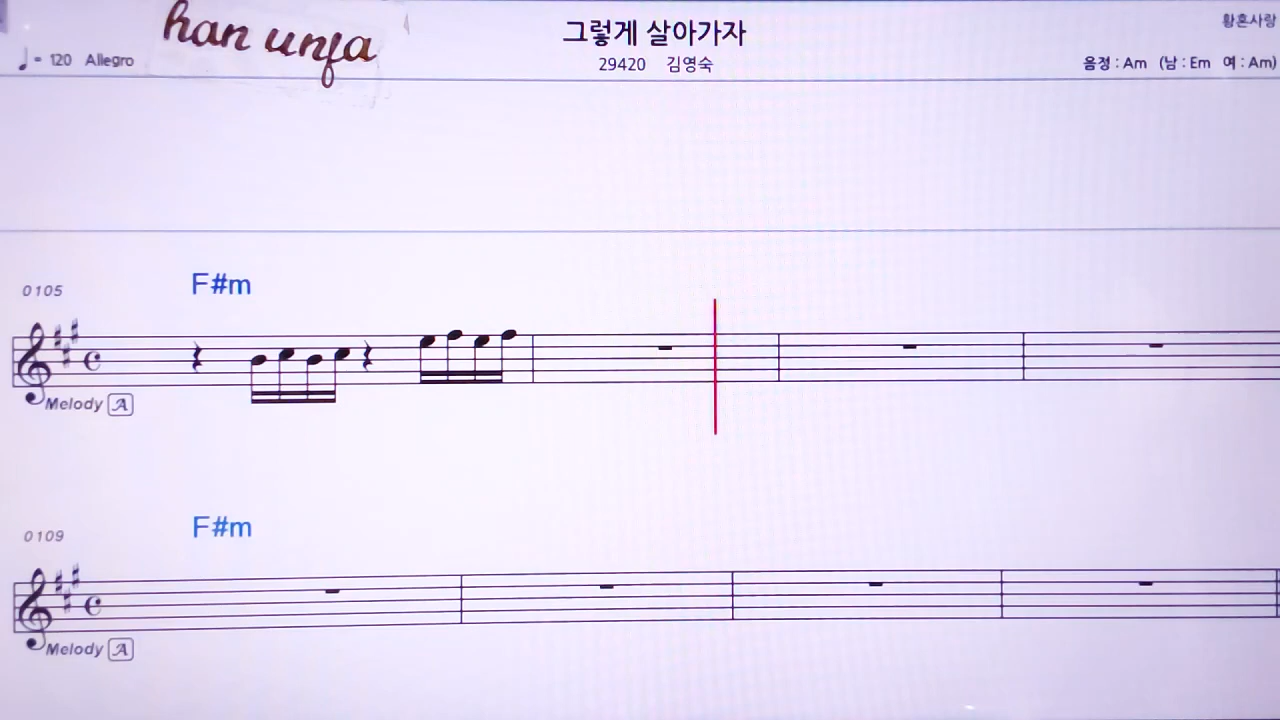 han unfa
그렇게 살아가자
황혼사랑
♩ = 120 Allegro
29420 김영숙
음정 : Am (남 : Em 여 : Am)
F#m
0105
Melody A
F#m
0109
Melody A